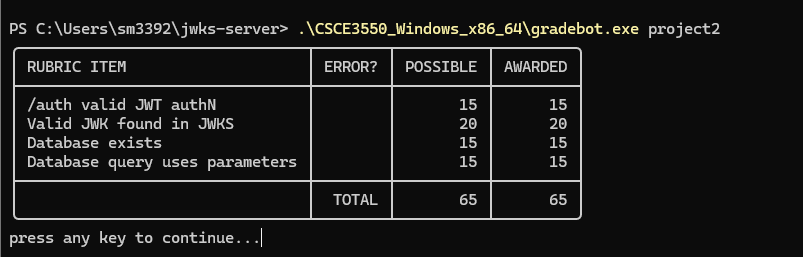 PS C:\Users\sm3392\jwks-server> .\CSCE3550_Windows_x86_64\gradebot.exe project2
RUBRIC ITEM ERROR? POSSIBLE AWARDED
/auth valid JWT authN 15 15
Valid JWK found in JWKS 20 20
Database exists 15 15
Database query uses parameters 15 15
TOTAL 65 65
press any key to continue...